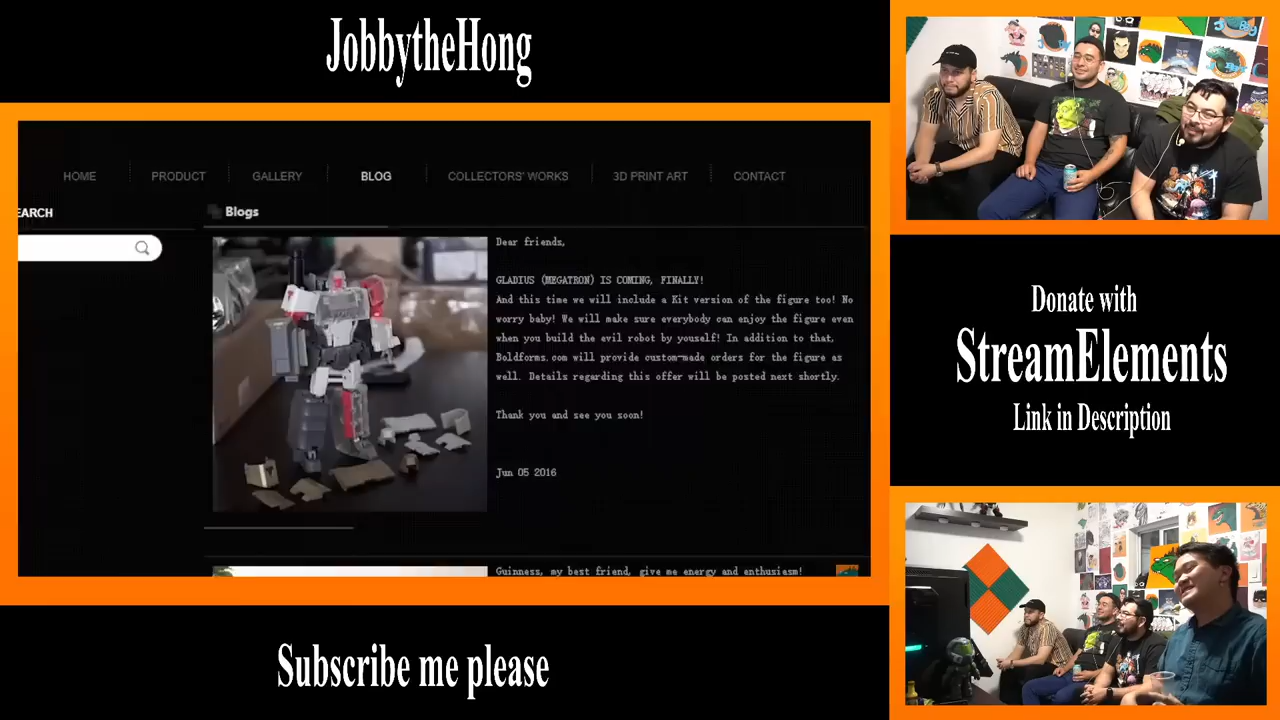 JobbytheHong
HOME
PRODUCT
GALLERY
BLOG
COLLECTORS' WORKS
3D PRINT ART
CONTACT
EARCH
Blogs
Dear friends,
GLADIUS (MEGATRON) IS COMING, FINALLY!
And this time we will include a Kit version of the figure too! No
worry baby! We will make sure everybody can enjoy the figure even
when you build the evil robot by youself! In addition to that,
Boldforms.com will provide custom-made orders for the figure as
well. Details regarding this offer will be posted next shortly.
Thank you and see you soon!
Jun 05 2016
Guinness, my best friend, give me energy and enthusiasm!
Donate with
StreamElements
Link in Description
Subscribe me please